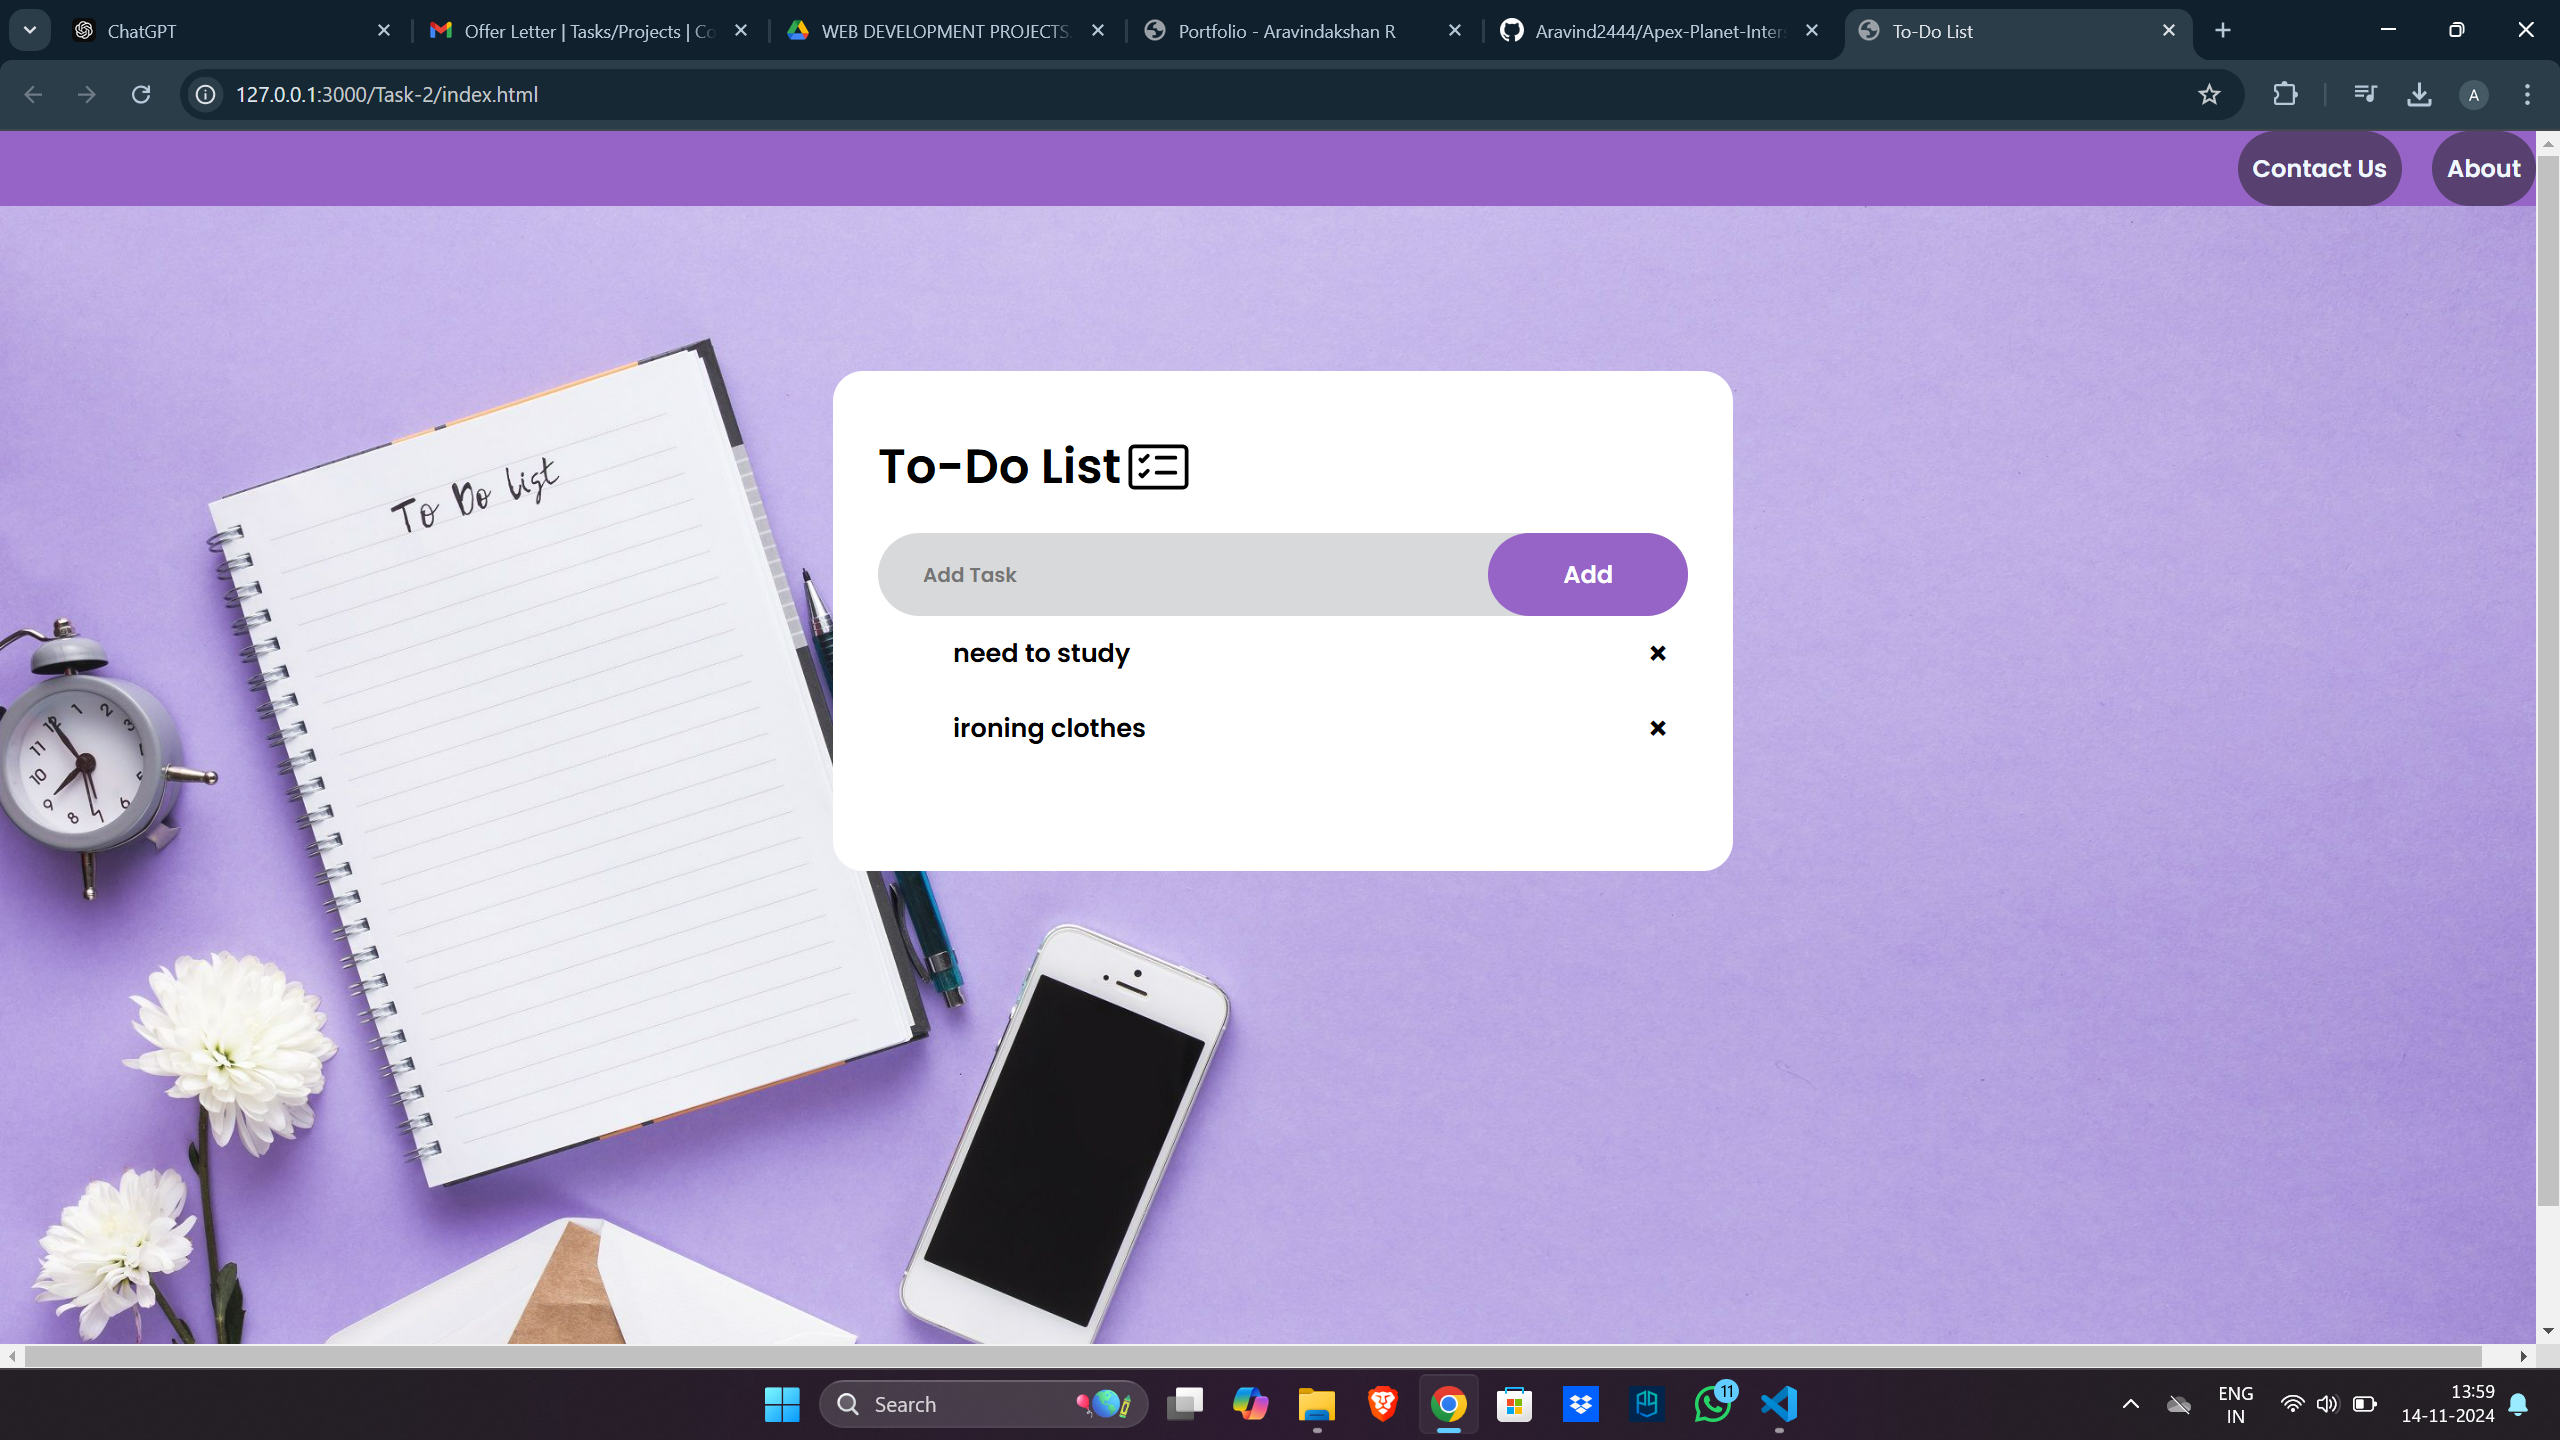 ChatGPT
Offer Letter | Tasks/Projects | Co
WEB DEVELOPMENT PROJECTS.
Portfolio - Aravindakshan R
Aravind2444/Apex-Planet-Inter
To-Do List
127.0.0.1:3000/Task-2/index.html
A
Contact Us
About
To Do list
To-Do List
Add Task
Add
need to study
ironing clothes
12 1 2 3
11
10
9 8 7 6
Search
11
ENG
IN
13:59
14-11-2024